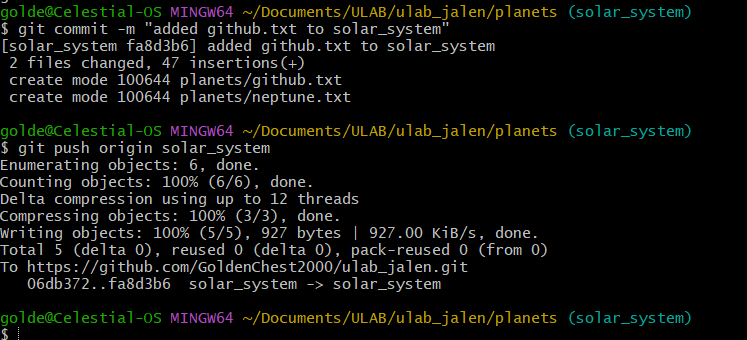 golde@Celestial-OS MINGW64 ~/Documents/ULAB/ulab_jalen/planets (solar_system)
$ git commit -m "added github.txt to solar_system"
[solar_system fa8d3b6] added github.txt to solar_system
 2 files changed, 47 insertions(+)
 create mode 100644 planets/github.txt
 create mode 100644 planets/neptune.txt

golde@Celestial-OS MINGW64 ~/Documents/ULAB/ulab_jalen/planets (solar_system)
$ git push origin solar_system
Enumerating objects: 6, done.
Counting objects: 100% (6/6), done.
Delta compression using up to 12 threads
Compressing objects: 100% (3/3), done.
Writing objects: 100% (5/5), 927 bytes | 927.00 KiB/s, done.
Total 5 (delta 0), reused 0 (delta 0), pack-reused 0 (from 0)
To https://github.com/GoldenChest2000/ulab_jalen.git
   06db372..fa8d3b6  solar_system -> solar_system

golde@Celestial-OS MINGW64 ~/Documents/ULAB/ulab_jalen/planets (solar_system)
$